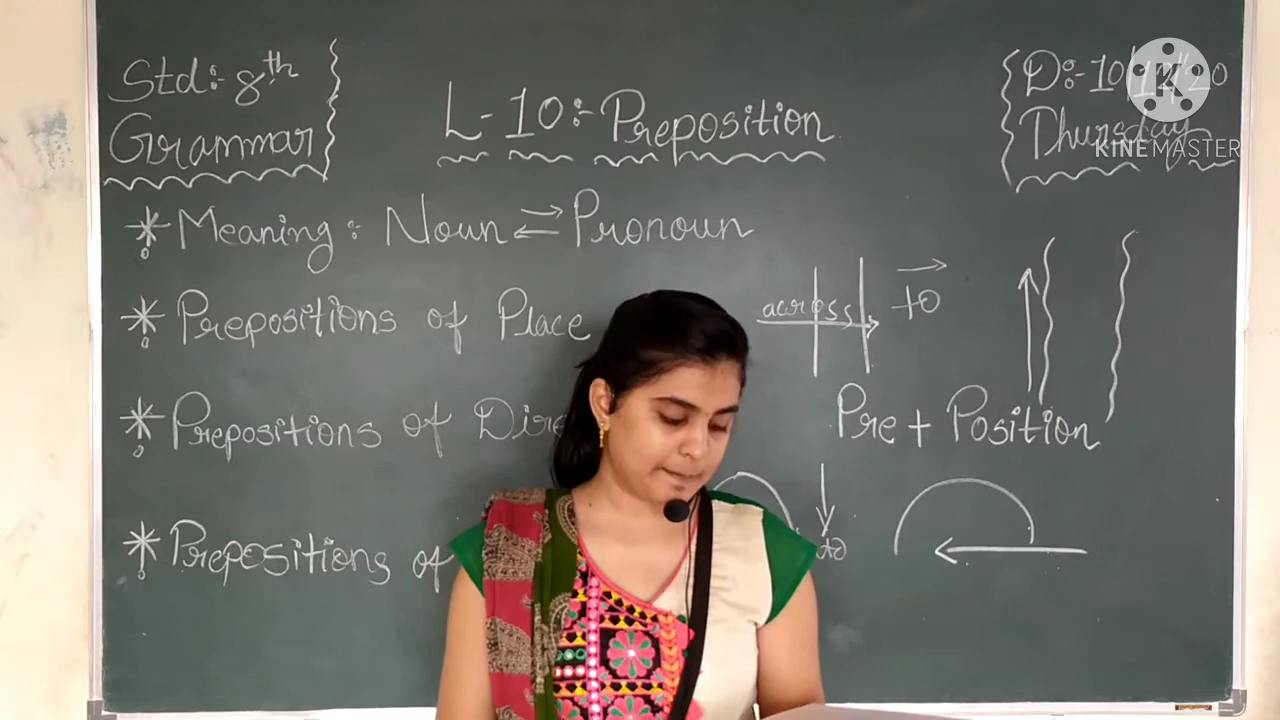 Std:- 8th
Grammar
L-10:- Preposition
D:-10/12/20
Thursday
KINEMASTER
* Meaning: Noun ⇄ Pronoun
* Prepositions of Place
across
to
* Prepositions of Dire
Pre + Position
* Prepositions of